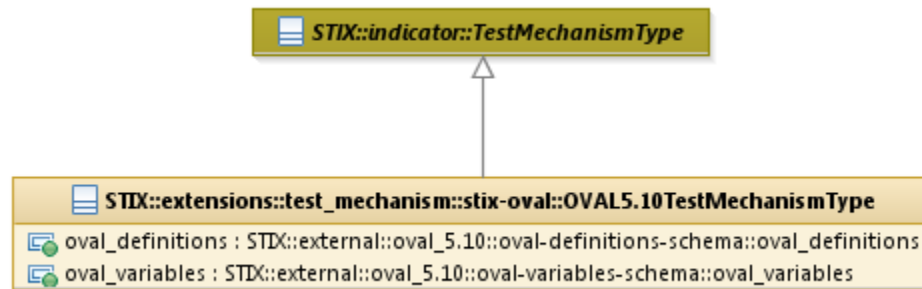 STIX::indicator::TestMechanismType
STIX::extensions::test_mechanism::stix-oval::OVAL5.10TestMechanismType
oval_definitions : STIX::external::oval_5.10::oval-definitions-schema::oval_definitions
oval_variables : STIX::external::oval_5.10::oval-variables-schema::oval_variables